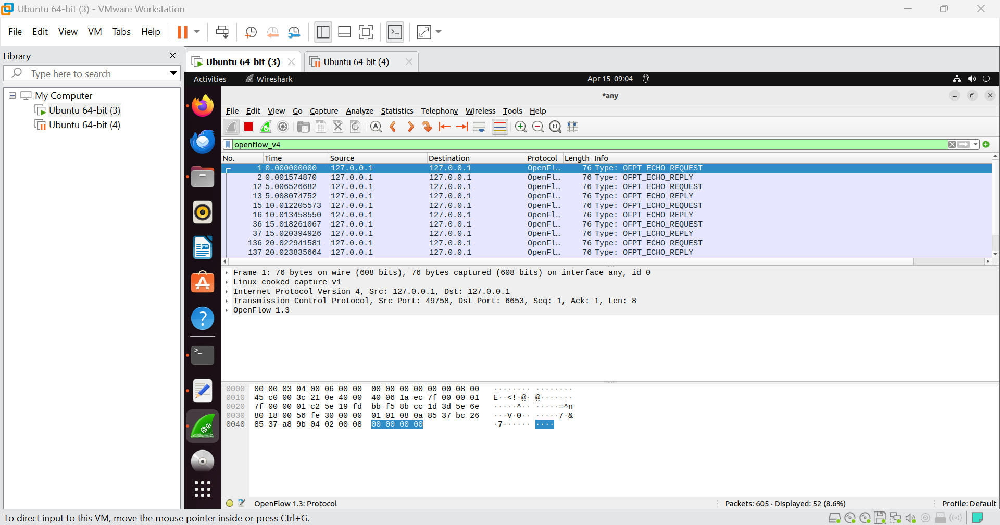 Ubuntu 64-bit (3) - VMware Workstation
File Edit View VM Tabs Help
Library
Type here to search
My Computer
Ubuntu 64-bit (3)
Ubuntu 64-bit (4)
Ubuntu 64-bit (3) Ubuntu 64-bit (4)
Activities Wireshark Apr 15 09:04
*any
File Edit View Go Capture Analyze Statistics Telephony Wireless Tools Help
openflow_v4
No. Time Source Destination Protocol Length Info
1 0.000000000 127.0.0.1 127.0.0.1 OpenFl… 76 Type: OFPT_ECHO_REQUEST
2 0.001574870 127.0.0.1 127.0.0.1 OpenFl… 76 Type: OFPT_ECHO_REPLY
12 5.006526682 127.0.0.1 127.0.0.1 OpenFl… 76 Type: OFPT_ECHO_REQUEST
13 5.008074752 127.0.0.1 127.0.0.1 OpenFl… 76 Type: OFPT_ECHO_REPLY
15 10.012205573 127.0.0.1 127.0.0.1 OpenFl… 76 Type: OFPT_ECHO_REQUEST
16 10.013458550 127.0.0.1 127.0.0.1 OpenFl… 76 Type: OFPT_ECHO_REPLY
36 15.018261067 127.0.0.1 127.0.0.1 OpenFl… 76 Type: OFPT_ECHO_REQUEST
37 15.020394926 127.0.0.1 127.0.0.1 OpenFl… 76 Type: OFPT_ECHO_REPLY
136 20.022941581 127.0.0.1 127.0.0.1 OpenFl… 76 Type: OFPT_ECHO_REQUEST
137 20.023835664 127.0.0.1 127.0.0.1 OpenFl… 76 Type: OFPT_ECHO_REPLY
Frame 1: 76 bytes on wire (608 bits), 76 bytes captured (608 bits) on interface any, id 0
Linux cooked capture v1
Internet Protocol Version 4, Src: 127.0.0.1, Dst: 127.0.0.1
Transmission Control Protocol, Src Port: 49758, Dst Port: 6653, Seq: 1, Ack: 1, Len: 8
OpenFlow 1.3
0000 00 00 03 04 00 06 00 00 00 00 00 00 00 00 08 00 ········ ········
0010 45 c0 00 3c 21 0e 40 00 40 06 1a ec 7f 00 00 01 E··<!·@· @·······
0020 7f 00 00 01 c2 5e 19 fd bb f5 8b cc 1d 3d 5e 6e ·····^·· ·····=^n
0030 80 18 00 56 fe 30 00 00 01 01 08 0a 85 37 bc 26 ···V·0·· ·····7·&
0040 85 37 a8 9b 04 02 00 08 00 00 00 00 ·7······ ····
OpenFlow 1.3: Protocol Packets: 605 · Displayed: 52 (8.6%) Profile: Default
To direct input to this VM, move the mouse pointer inside or press Ctrl+G.